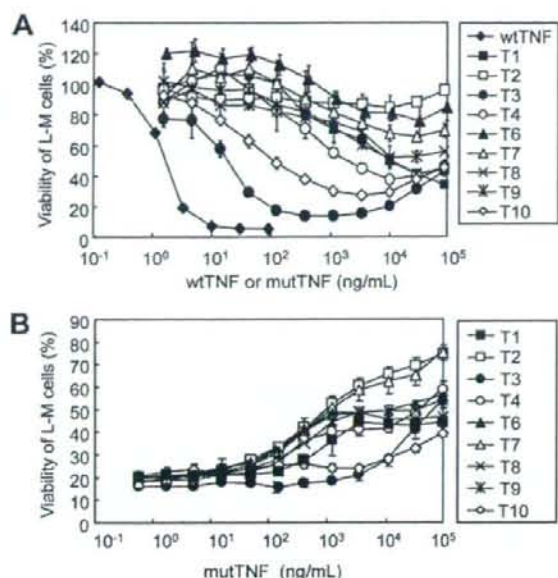 A
Viability of L-M cells (%)
140
120
100
80
60
40
20
0
10-1 100 101 102 103 104 105
wtTNF or mutTNF (ng/mL)
wtTNF
T1
T2
T3
T4
T6
T7
T8
T9
T10
B
Viability of L-M cells (%)
90
80
70
60
50
40
30
20
10
0
10-1 100 101 102 103 104 105
mutTNF (ng/mL)
T1
T2
T3
T4
T6
T7
T8
T9
T10